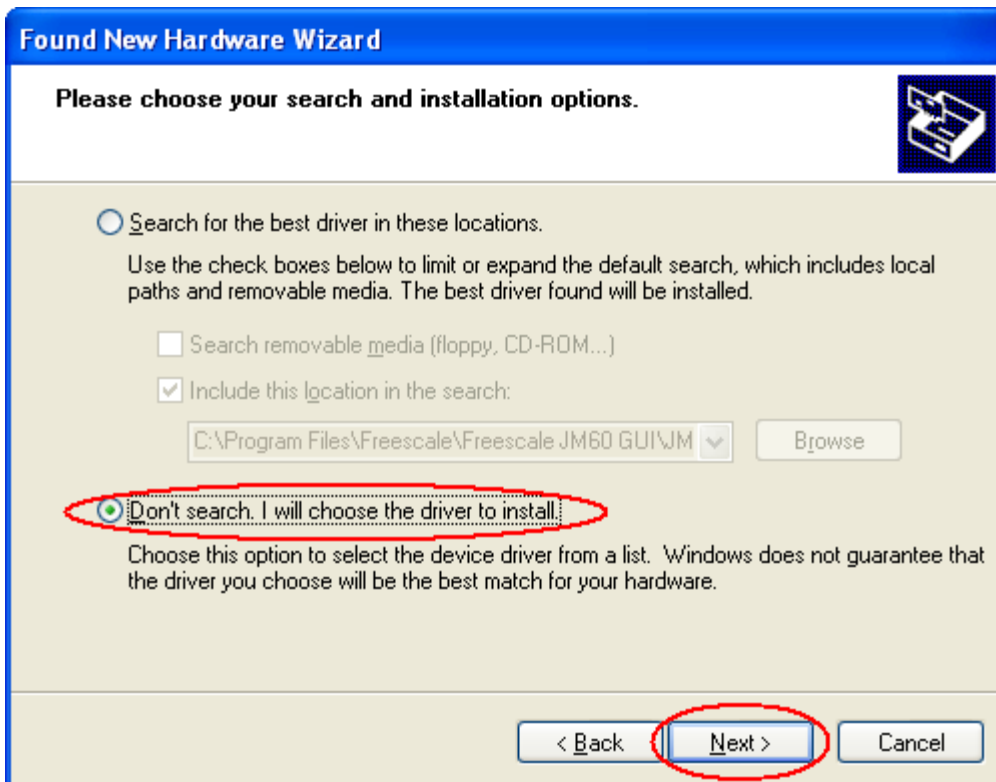 Found New Hardware Wizard
Please choose your search and installation options.
Search for the best driver in these locations.
Use the check boxes below to limit or expand the default search, which includes local
paths and removable media. The best driver found will be installed.
Search removable media (floppy, CD-ROM...)
Include this location in the search:
C:\Program Files\Freescale\Freescale JM60 GUI\JM
Browse
Don't search. I will choose the driver to install.
Choose this option to select the device driver from a list. Windows does not guarantee that
the driver you choose will be the best match for your hardware.
< Back
Next >
Cancel